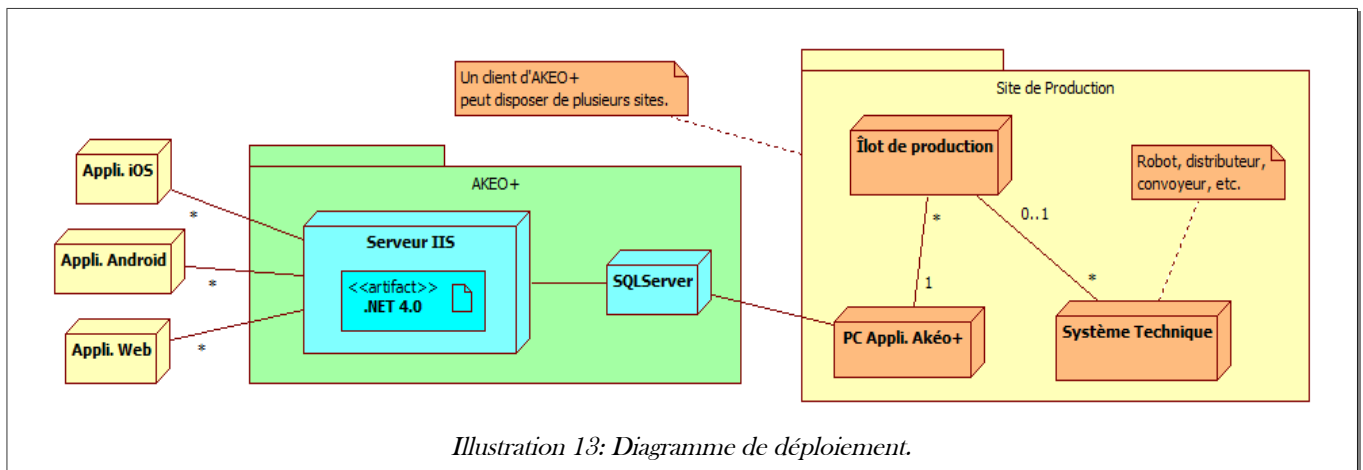 Un client d'AKEO+
peut disposer de plusieurs sites.
Site de Production
Îlot de production
Robot, distributeur,
convoyeur, etc.
Appli. iOS
*
AKEO+
Serveur IIS
0..1
*
Appli. Android
*
<<artifact>>
.NET 4.0
SQLServer
*
1
Appli. Web
*
PC Appli. Akéo+
Système Technique
Illustration 13: Diagramme de déploiement.